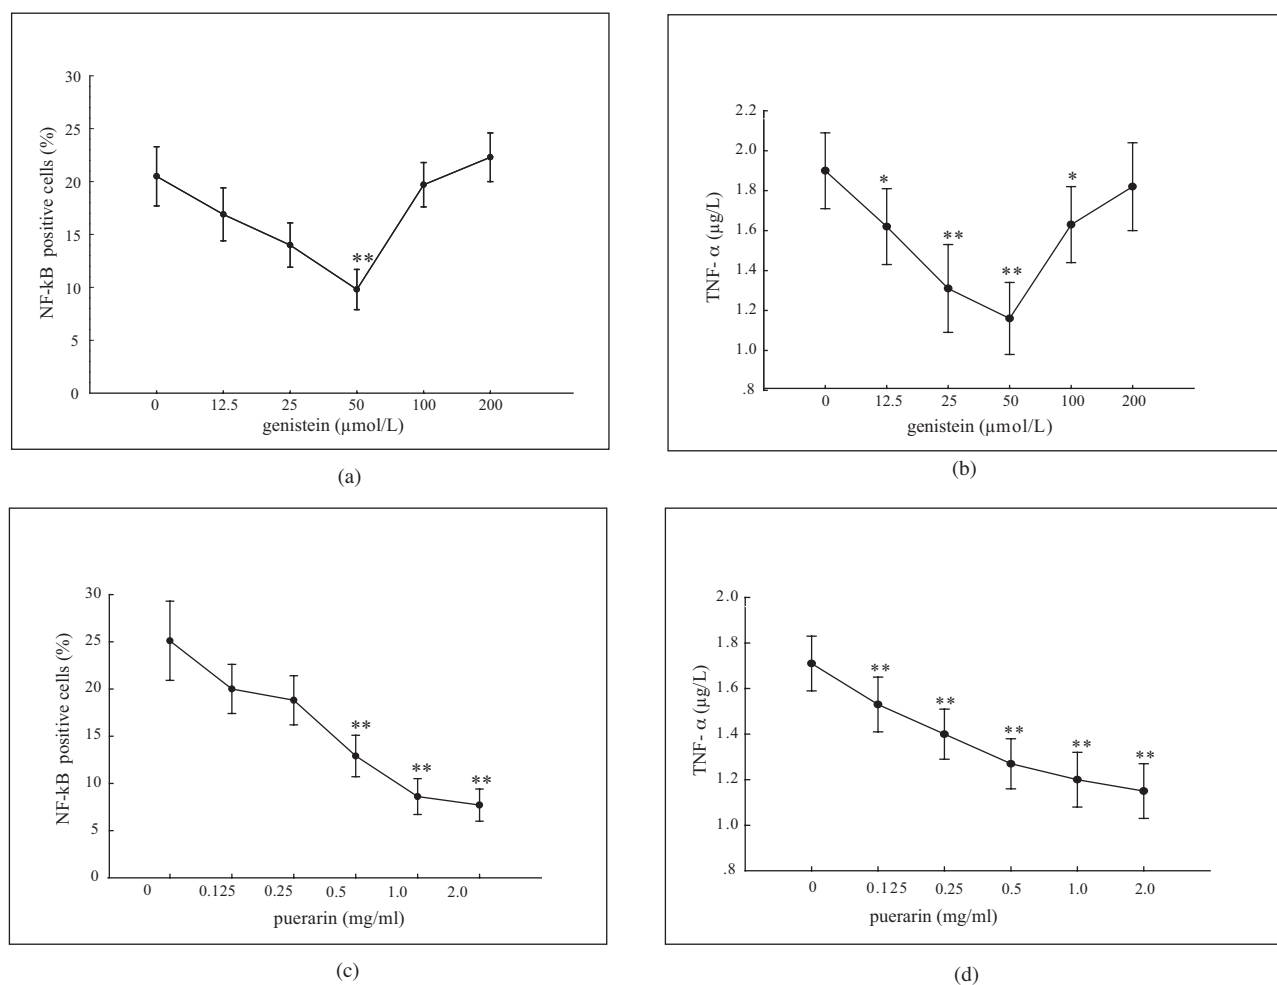 30
25
20
15
10
5
0
NF-kB positive cells (%)
**
0 12.5 25 50 100 200
genistein (µmol/L)
(a)
2.2
2.0
1.8
1.6
1.4
1.2
1.0
.8
TNF- α (µg/L)
* ** ** *
0 12.5 25 50 100 200
genistein (µmol/L)
(b)
30
25
20
15
10
5
0
NF-kB positive cells (%)
** ** **
0 0.125 0.25 0.5 1.0 2.0
puerarin (mg/ml)
(c)
2.0
1.8
1.6
1.4
1.2
1.0
.8
TNF- α (µg/L)
** ** ** ** **
0 0.125 0.25 0.5 1.0 2.0
puerarin (mg/ml)
(d)